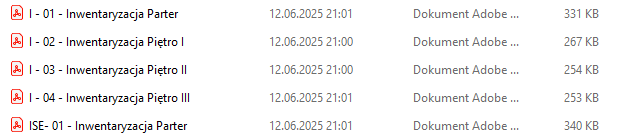 I - 01 - Inwentaryzacja Parter 12.06.2025 21:01 Dokument Adobe ... 331 KB
I - 02 - Inwentaryzacja Piętro I 12.06.2025 21:00 Dokument Adobe ... 267 KB
I - 03 - Inwentaryzacja Piętro II 12.06.2025 21:00 Dokument Adobe ... 254 KB
I - 04 - Inwentaryzacja Piętro III 12.06.2025 21:01 Dokument Adobe ... 253 KB
ISE- 01 - Inwentaryzacja Parter 12.06.2025 21:01 Dokument Adobe ... 340 KB